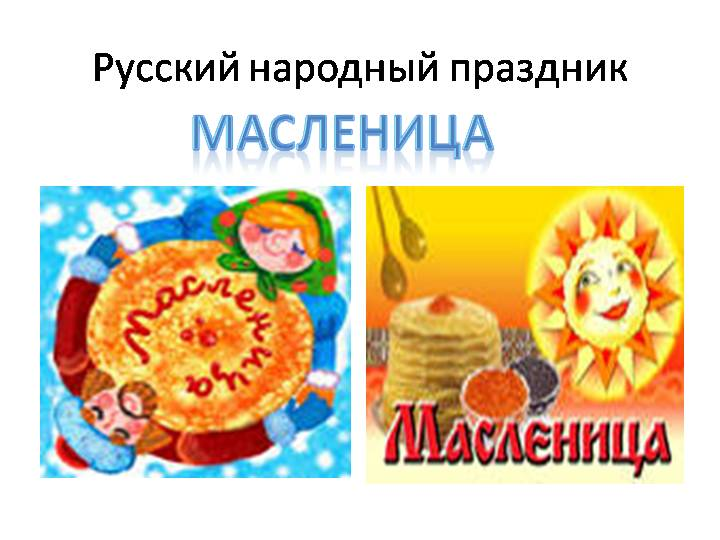 Русский народный праздник
МАСЛЕНИЦА
Масленица
Масленица